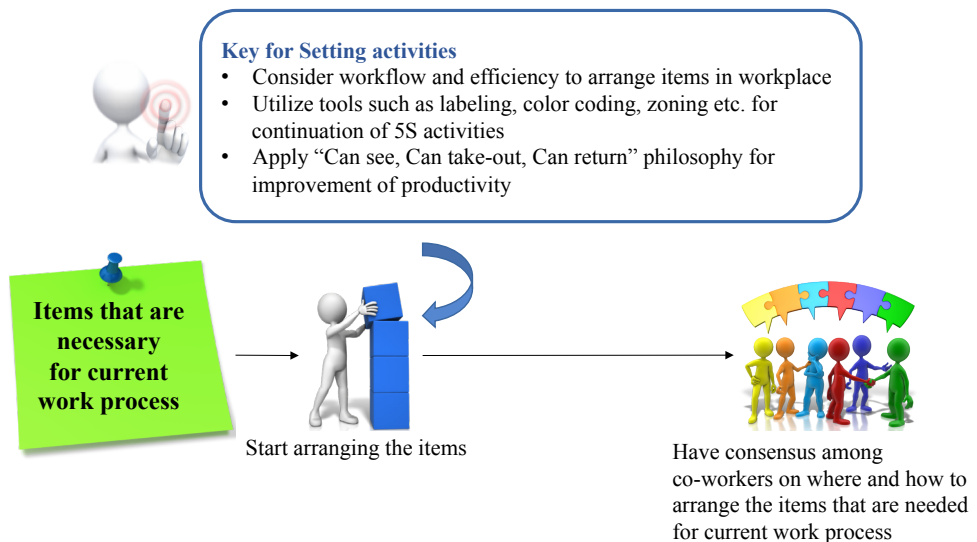 Key for Setting activities
• Consider workflow and efficiency to arrange items in workplace
• Utilize tools such as labeling, color coding, zoning etc. for
continuation of 5S activities
• Apply “Can see, Can take-out, Can return” philosophy for
improvement of productivity
Items that are
necessary
for current
work process
Start arranging the items
Have consensus among
co-workers on where and how to
arrange the items that are needed
for current work process